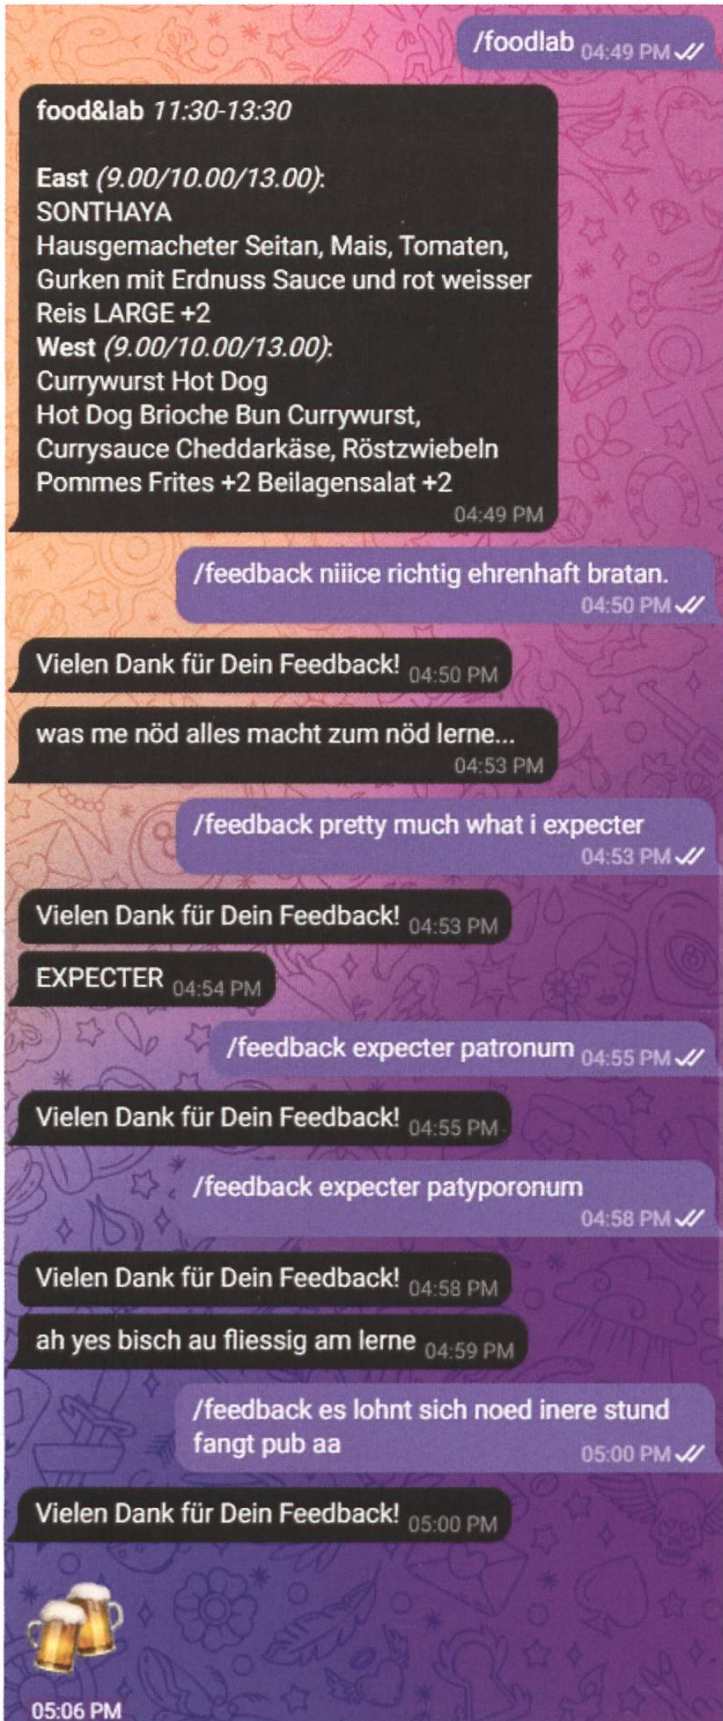 /foodlab 04:49 PM
food&lab 11:30-13:30
East (9.00/10.00/13.00):
SONTHAYA
Hausgemacheter Seitan, Mais, Tomaten,
Gurken mit Erdnuss Sauce und rot weisser
Reis LARGE +2
West (9.00/10.00/13.00):
Currywurst Hot Dog
Hot Dog Brioche Bun Currywurst,
Currysauce Cheddarkäse, Röstzwiebeln
Pommes Frites +2 Beilagensalat +2
04:49 PM
/feedback niiice richtig ehrenhaft bratan.
04:50 PM
Vielen Dank für Dein Feedback! 04:50 PM
was me nöd alles macht zum nöd lerne...
04:53 PM
/feedback pretty much what i expecter
04:53 PM
Vielen Dank für Dein Feedback! 04:53 PM
EXPECTER 04:54 PM
/feedback expecter patronum 04:55 PM
Vielen Dank für Dein Feedback! 04:55 PM
/feedback expecter patyporonum
04:58 PM
Vielen Dank für Dein Feedback! 04:58 PM
ah yes bisch au fliessig am lerne 04:59 PM
/feedback es lohnt sich noed inere stund
fangt pub aa 05:00 PM
Vielen Dank für Dein Feedback! 05:00 PM
05:06 PM